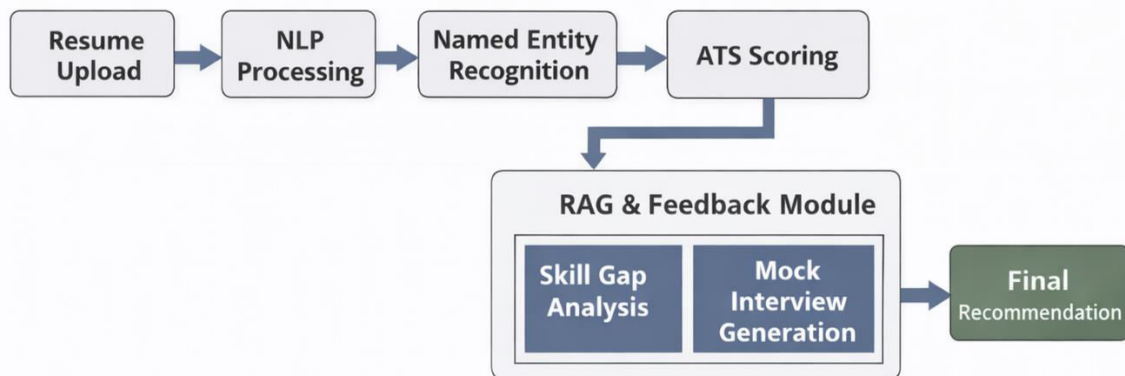 Resume
Upload
NLP
Processing
Named Entity
Recognition
ATS Scoring
RAG & Feedback Module
Skill Gap
Analysis
Mock
Interview
Generation
Final
Recommendation